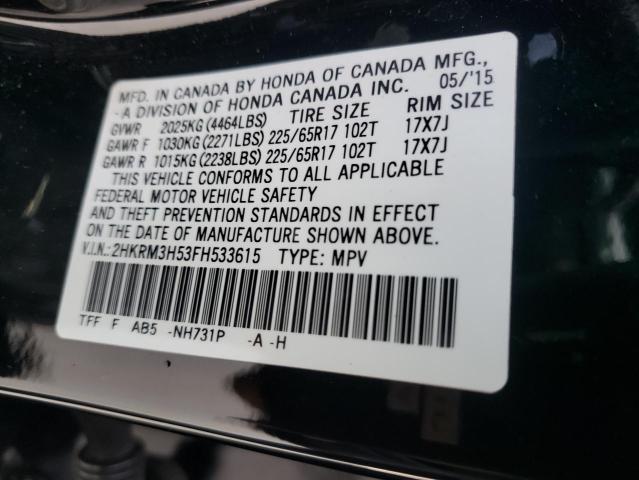 MFD. IN CANADA BY HONDA OF CANADA MFG.,
-A DIVISION OF HONDA CANADA INC. 05/'15
GVWR 2025KG(4464LBS) TIRE SIZE RIM SIZE
GAWR F 1030KG(2271LBS) 225/65R17 102T 17X7J
GAWR R 1015KG(2238LBS) 225/65R17 102T 17X7J
THIS VEHICLE CONFORMS TO ALL APPLICABLE
FEDERAL MOTOR VEHICLE SAFETY
AND THEFT PREVENTION STANDARDS IN EFFECT
ON THE DATE OF MANUFACTURE SHOWN ABOVE.
V.I.N.:2HKRM3H53FH533615 TYPE: MPV
TFF F AB5 -NH731P -A -H